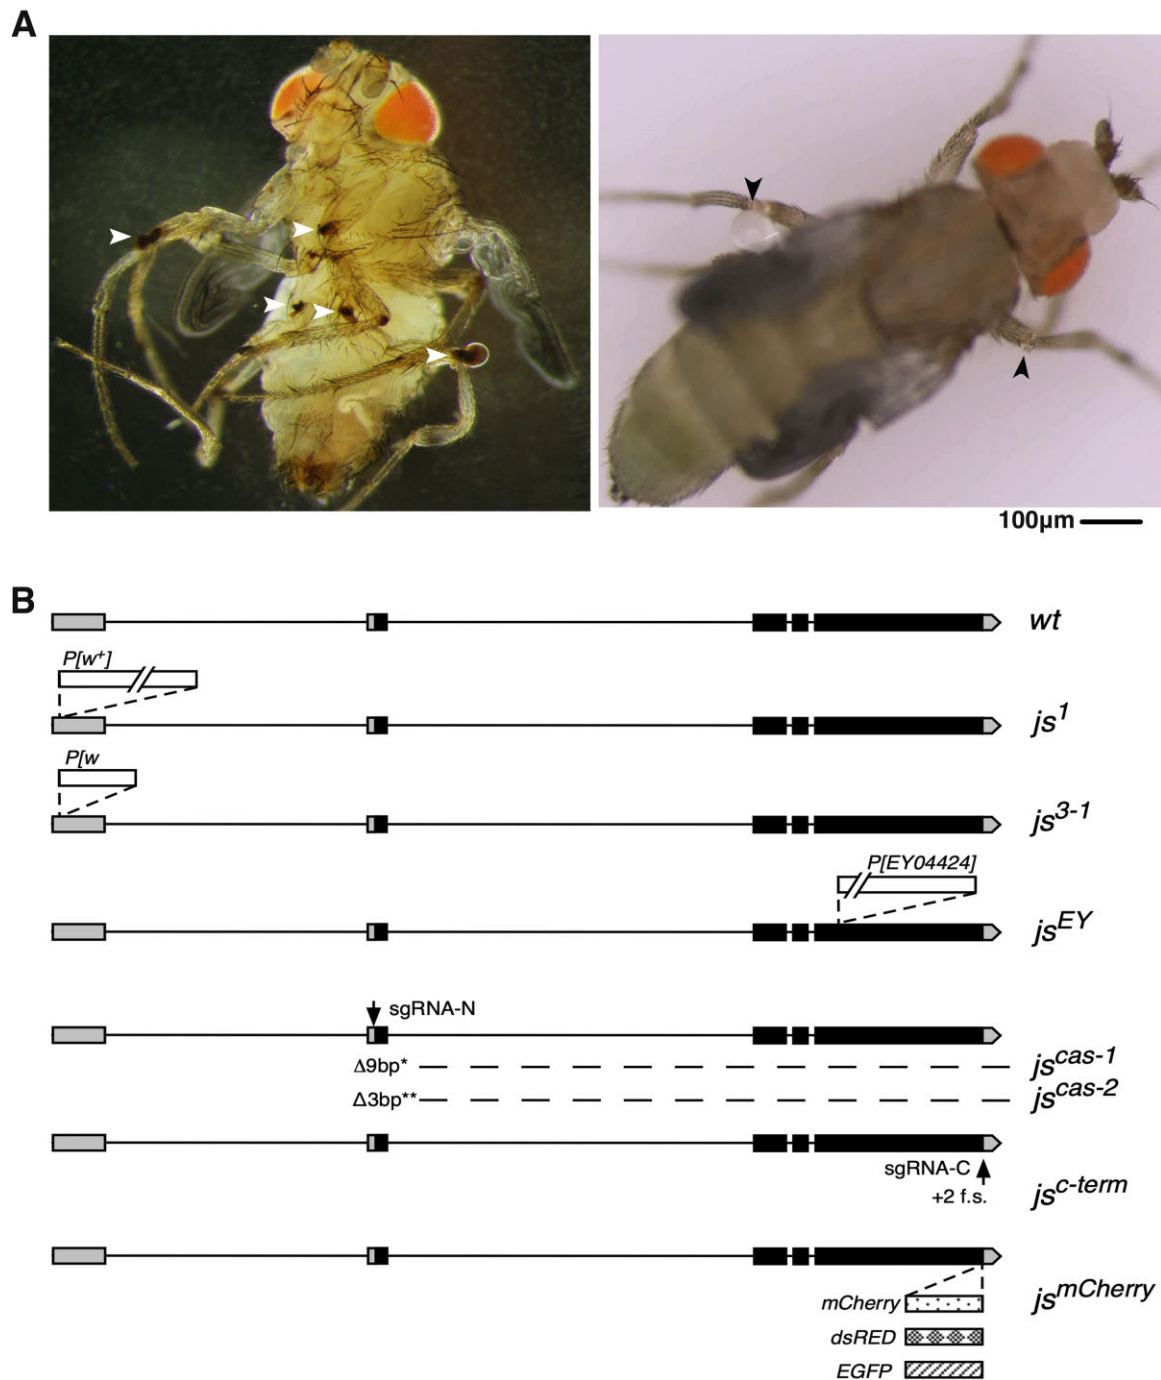 A
100μm
B
wt
P[w+]
js1
P[w
js3-1
P[EY04424]
jsEY
sgRNA-N
Δ9bp*
jscas-1
Δ3bp**
jscas-2
sgRNA-C
+2 f.s.
jsc-term
mCherry
jsmCherry
dsRED
EGFP